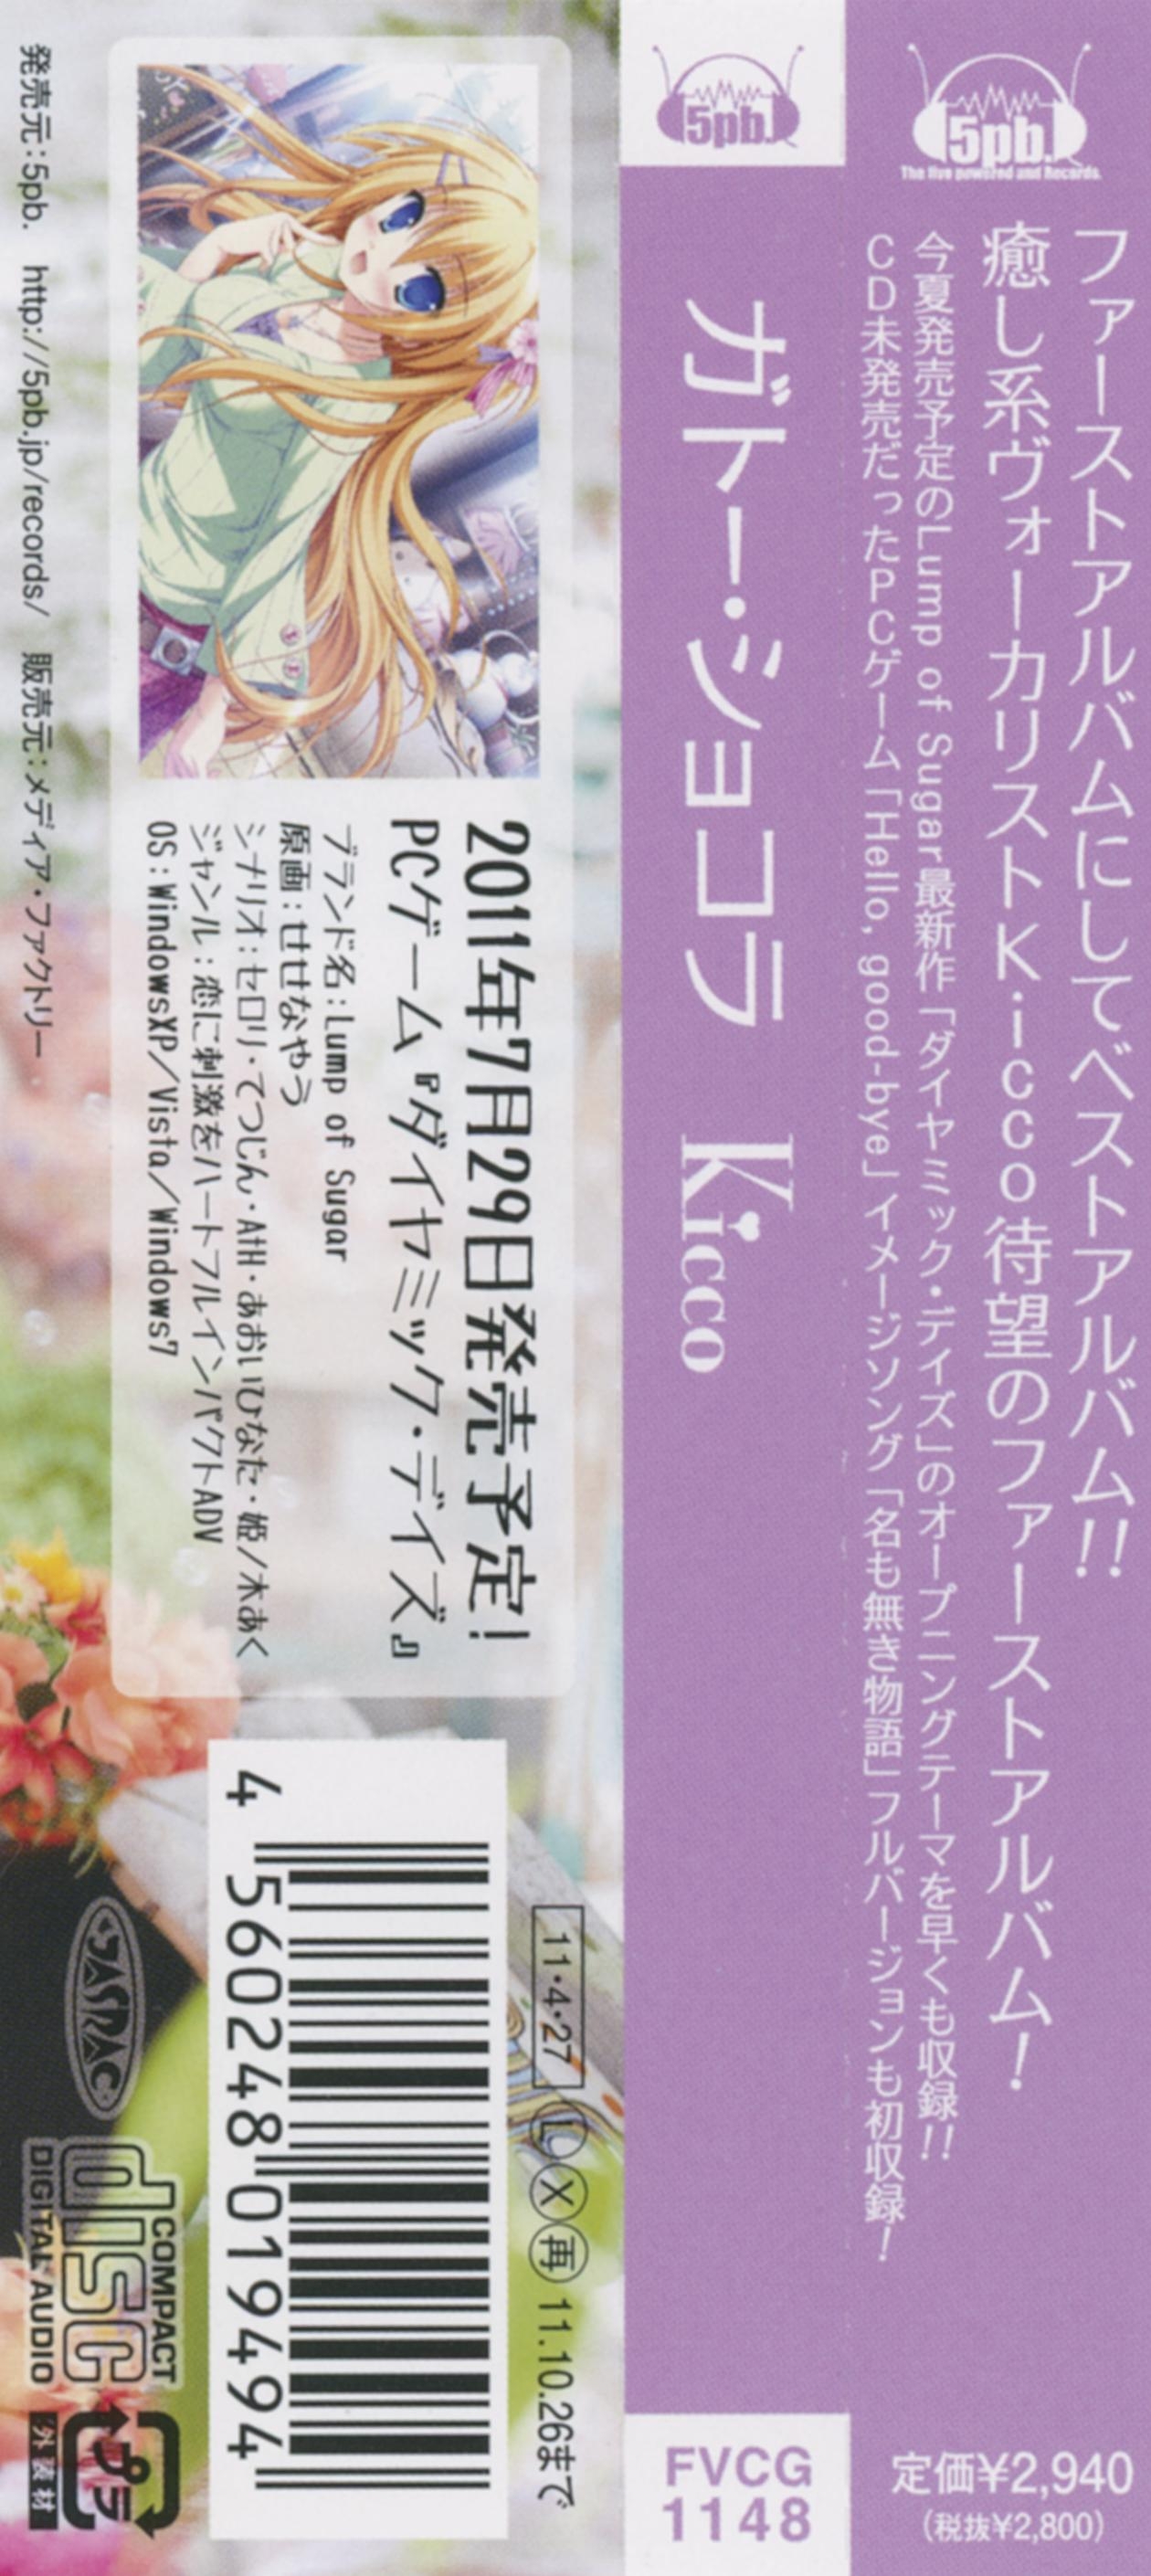 5pb.
The five powered and Records.
ファーストアルバムにしてベストアルバム!!
癒し系ヴォーカリストKicco待望のファーストアルバム!
今夏発売予定のLump of Sugar最新作「ダイヤミック・デイズ」のオープニングテーマを早くも収録!!
CD未発売だったPCゲーム「Hello, good-bye」イメージソング「名も無き物語」フルバージョンも初収録!
定価¥2,940
(税抜¥2,800)
5pb.
ガトー・ショコラ Kicco
FVCG
1148
2011年7月29日発売予定!
PCゲーム『ダイヤミック・デイズ』
ブランド名:Lump of Sugar
原画:せせなやう
シナリオ:セロリ・てつじん・AtH・あおいひなた・姫ノ木あく
ジャンル:恋に刺激をハートフルインパクトADV
OS:WindowsXP/Vista/Windows7
11・4・27 Ⓛ Ⓧ ㊢ 11.10.26まで
4 560248 019494
発売元:5pb. http://5pb.jp/records/ 販売元:メディア・ファクトリー
JASRAC
COMPACT
disc
DIGITAL AUDIO
プラ
外装材